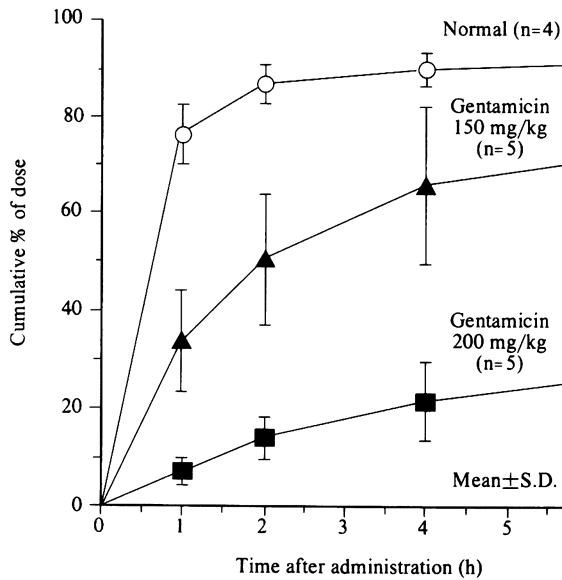 Normal (n=4)
Gentamicin
150 mg/kg
(n=5)
Gentamicin
200 mg/kg
(n=5)
Mean±S.D.
Cumulative % of dose
100
80
60
40
20
0
0
1
2
3
4
5
Time after administration (h)